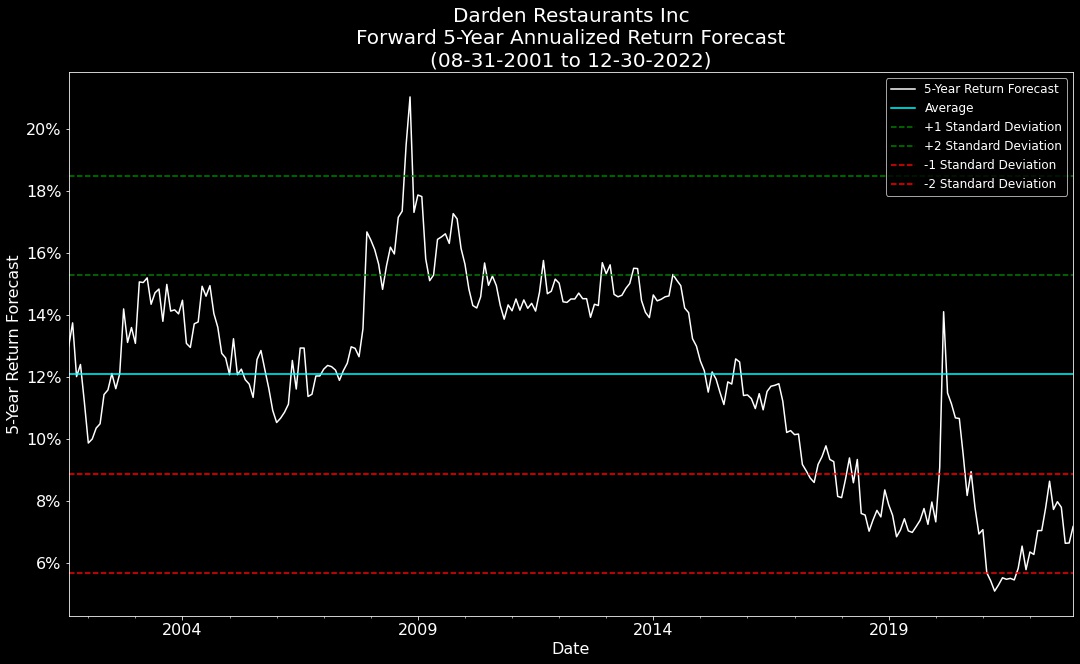 Darden Restaurants Inc
Forward 5-Year Annualized Return Forecast
(08-31-2001 to 12-30-2022)
5-Year Return Forecast
Average
+1 Standard Deviation
+2 Standard Deviation
-1 Standard Deviation
-2 Standard Deviation
5-Year Return Forecast
20%
18%
16%
14%
12%
10%
8%
6%
2004
2009
2014
2019
Date